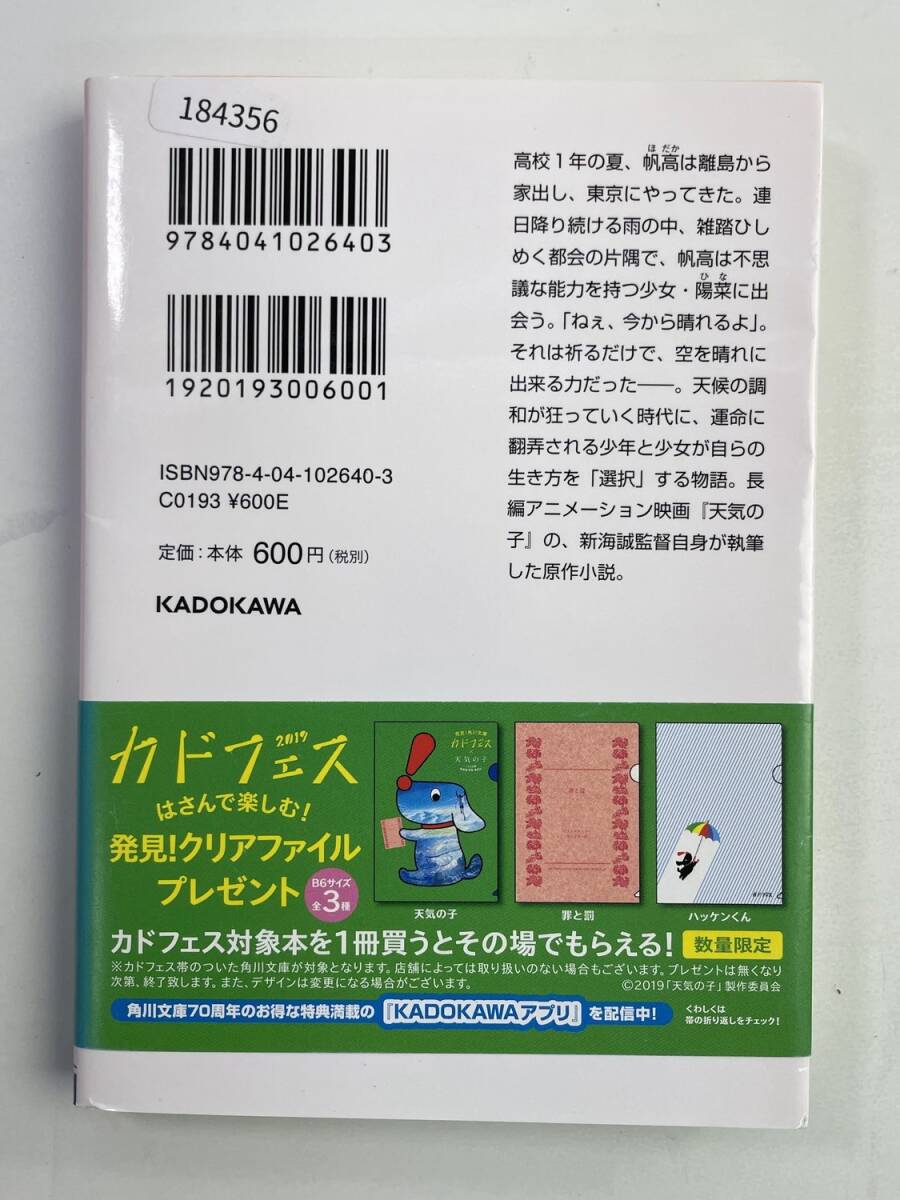 184356
9784041026403
1920193006001
ISBN978-4-04-102640-3
C0193 ¥600E
定価：本体 600円（税別）
KADOKAWA
ほだか
高校１年の夏、帆高は離島から
家出し、東京にやってきた。連
日降り続ける雨の中、雑踏ひし
めく都会の片隅で、帆高は不思
ひな
議な能力を持つ少女・陽菜に出
会う。「ねぇ、今から晴れるよ」。
それは祈るだけで、空を晴れに
出来る力だった――。天候の調
和が狂っていく時代に、運命に
翻弄される少年と少女が自らの
生き方を「選択」する物語。長
編アニメーション映画『天気の
子』の、新海誠監督自身が執筆
した原作小説。
カドフェス
2019
はさんで楽しむ!
発見!クリアファイル
プレゼント
B6サイズ
全3種
カドフェス
天気の子
天気の子
罪と罰
罪と罰
ハッケンくん
カドフェス対象本を1冊買うとその場でもらえる!
数量限定
※カドフェス帯のついた角川文庫が対象となります。店舗によっては取り扱いのない場合もございます。プレゼントは無くなり
次第、終了致します。また、デザインは変更になる場合がございます。
©2019「天気の子」製作委員会
角川文庫70周年のお得な特典満載の『KADOKAWAアプリ』を配信中!
くわしくは
帯の折り返しをチェック!